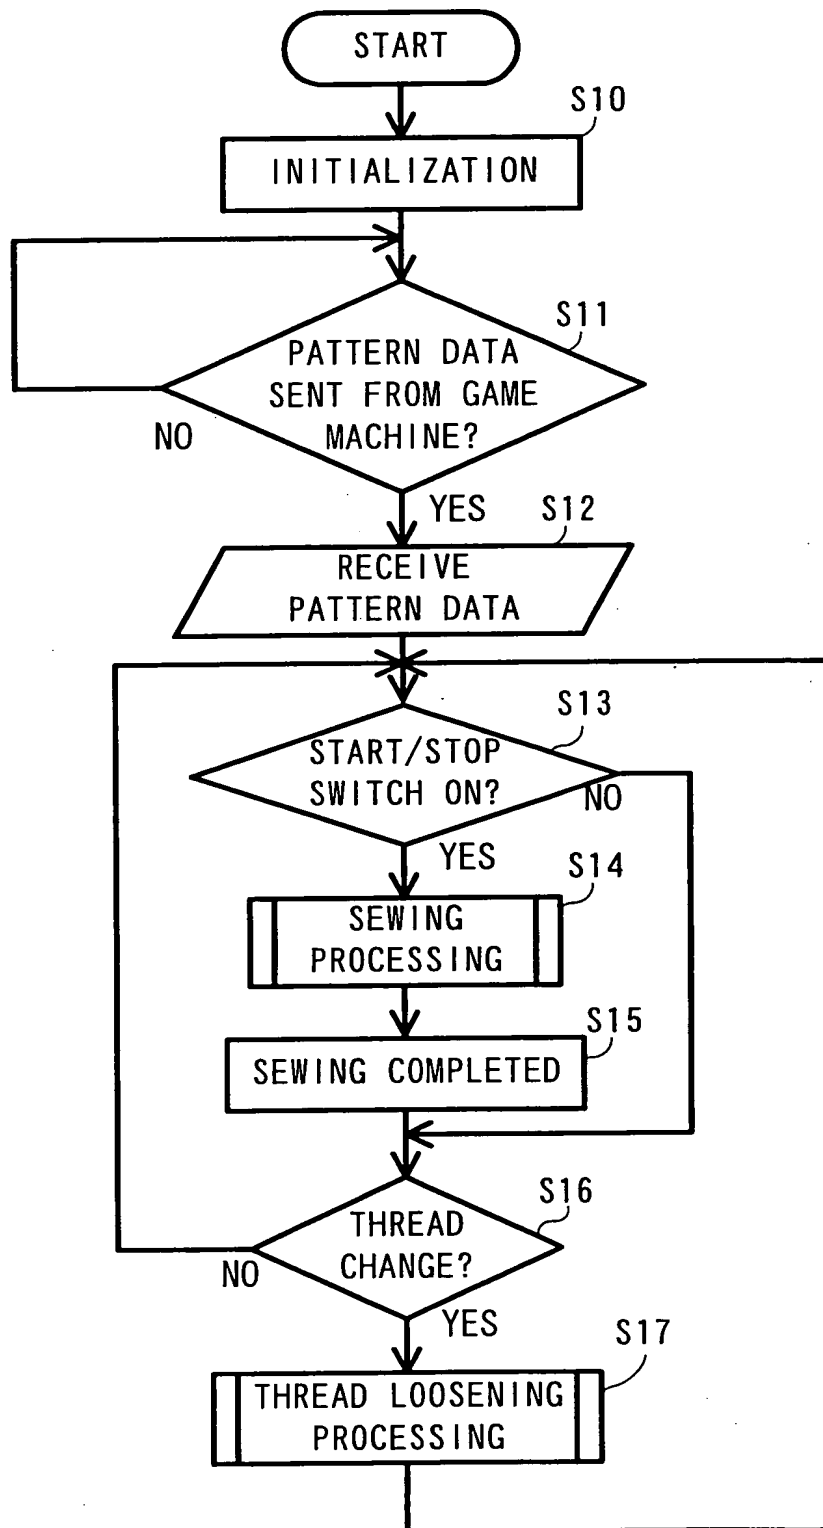 START
S10
INITIALIZATION
S11
PATTERN DATA
SENT FROM GAME
MACHINE?
NO
YES
S12
RECEIVE
PATTERN DATA
S13
START/STOP
SWITCH ON?
NO
YES
S14
SEWING
PROCESSING
S15
SEWING COMPLETED
S16
THREAD
CHANGE?
NO
YES
S17
THREAD LOOSENING
PROCESSING